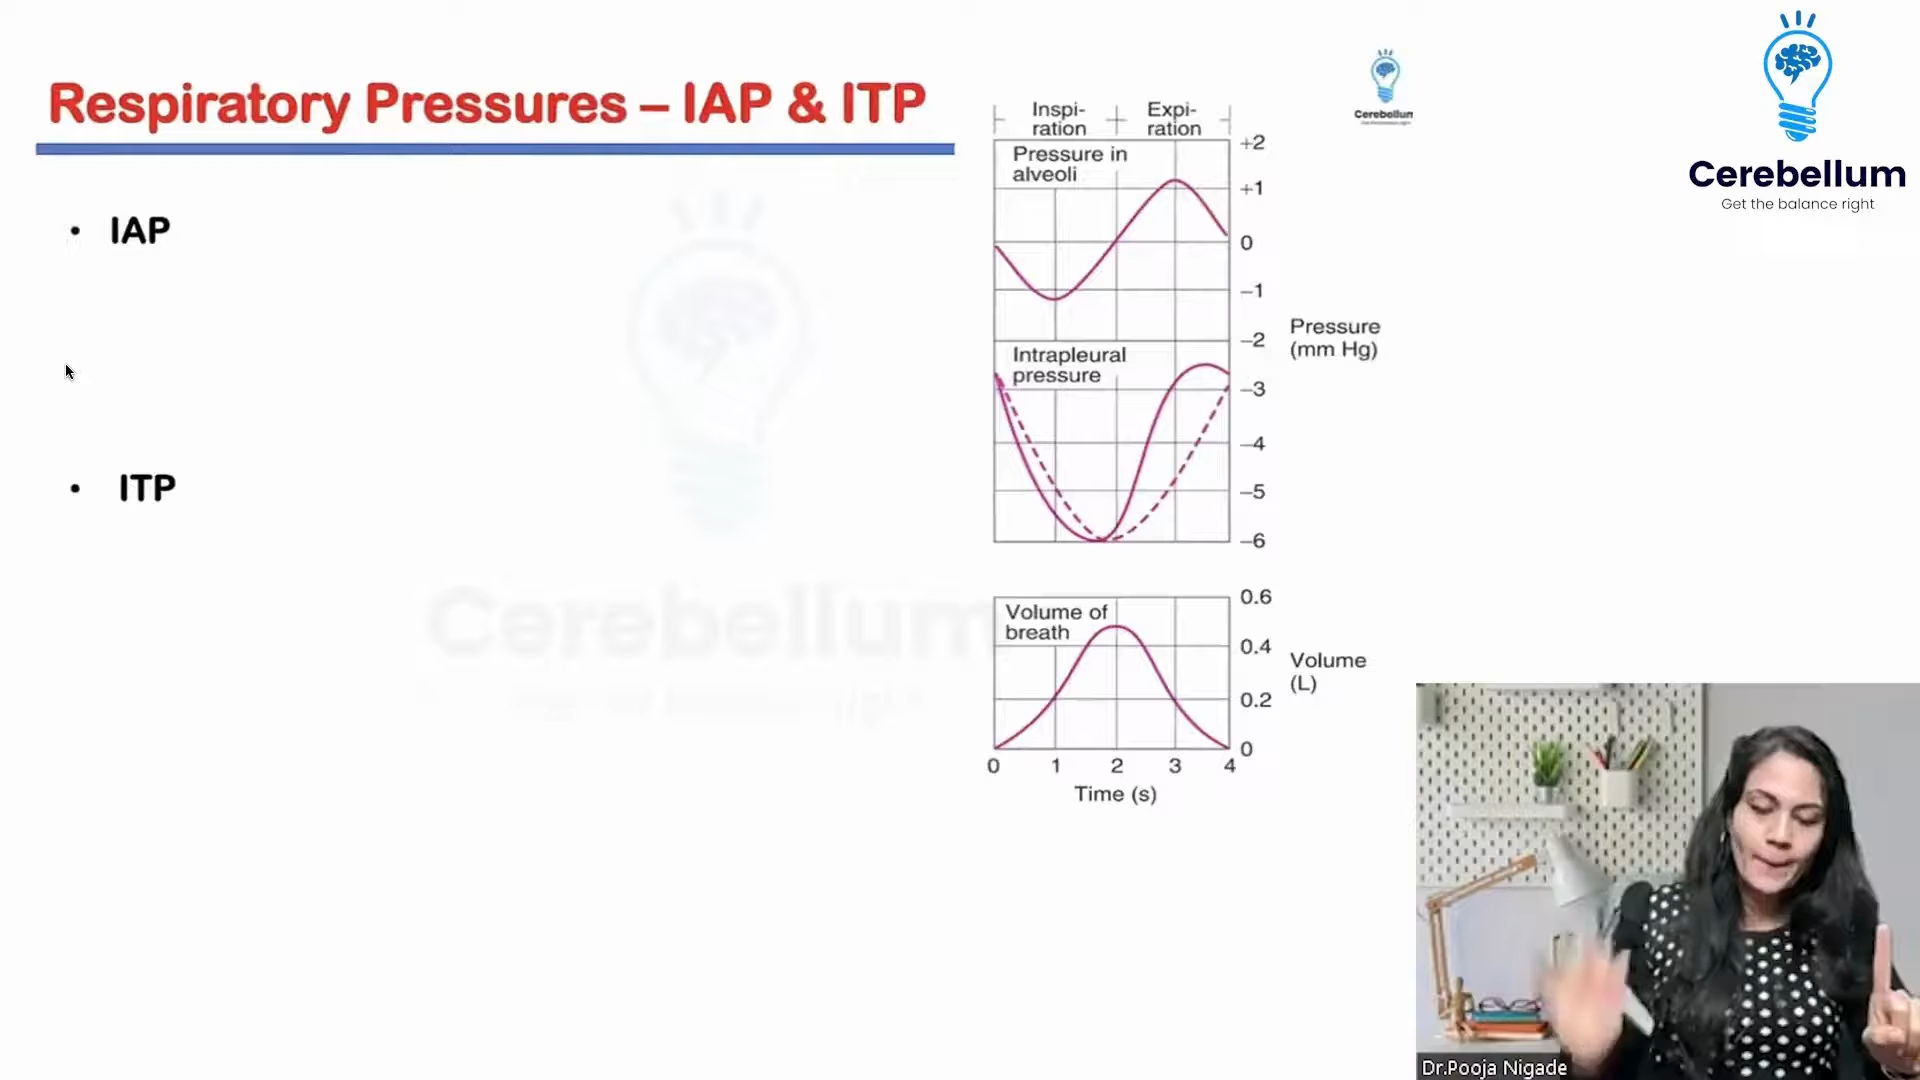 Respiratory Pressures – IAP & ITP
• IAP
• ITP
Inspi-
ration
Expi-
ration
Pressure in
alveoli
+2
+1
0
–1
–2
Intrapleural
pressure
–3
–4
–5
–6
Pressure
(mm Hg)
Volume of
breath
0.6
0.4
0.2
0
Volume
(L)
0 1 2 3 4
Time (s)
Cerebellum
Cerebellum
Get the balance right
Cerebellum
Dr.Pooja Nigade